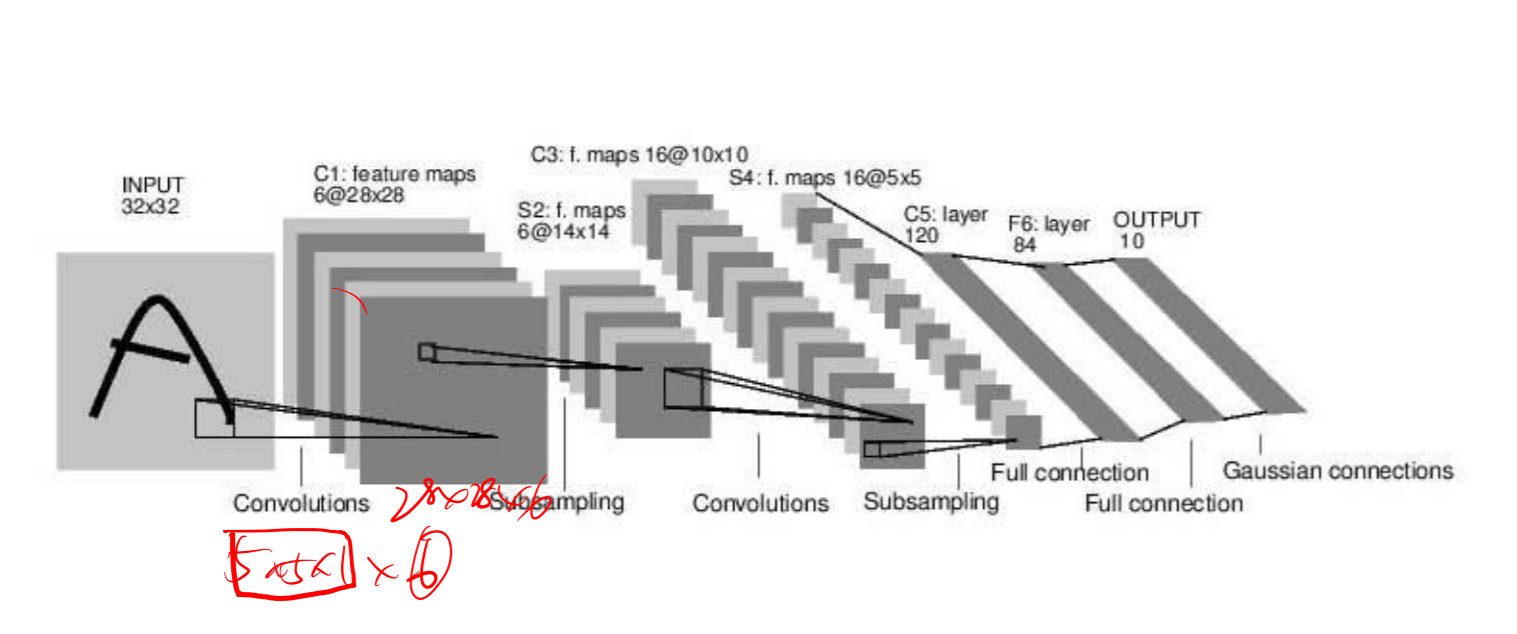 INPUT
32x32
C1: feature maps
6@28x28
S2: f. maps
6@14x14
C3: f. maps 16@10x10
S4: f. maps 16@5x5
C5: layer
120
F6: layer
84
OUTPUT
10
Convolutions
28x28x6
Subsampling
Convolutions
Subsampling
Full connection
Full connection
Gaussian connections
5x5x1 x 6